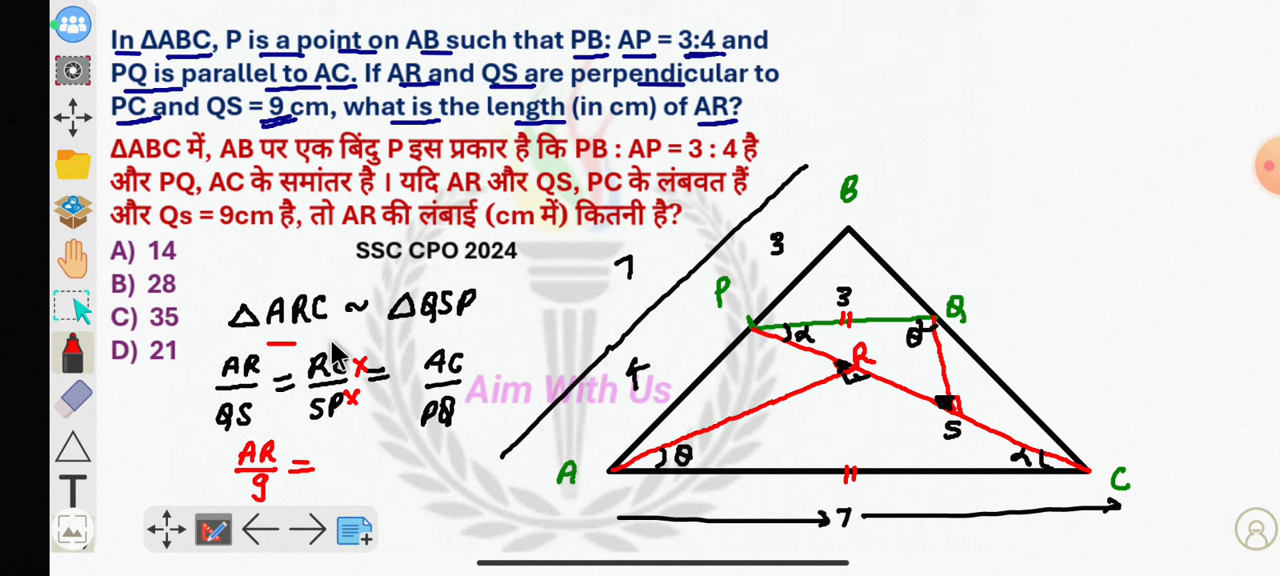 In ΔABC, P is a point on AB such that PB: AP = 3:4 and
PQ is parallel to AC. If AR and QS are perpendicular to
PC and QS = 9 cm, what is the length (in cm) of AR?
ΔABC में, AB पर एक बिंदु P इस प्रकार है कि PB : AP = 3 : 4 है
और PQ, AC के समांतर है । यदि AR और QS, PC के लंबवत हैं
और Qs = 9cm है, तो AR की लंबाई (cm में) कितनी है?
A) 14
SSC CPO 2024
B) 28
C) 35
D) 21
Δ ARC ~ ΔQSP
AR/QS = RC/SP = AC/PQ
x
x
AR/9 =
Aim With Us
7
3
4
B
P
3
Q
α
θ
R
S
A
θ
α
C
7
T